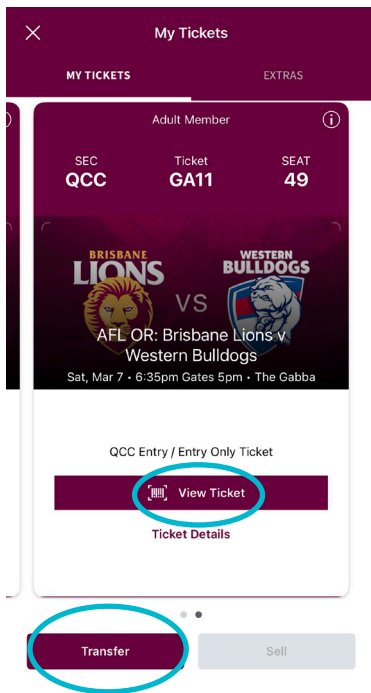 My Tickets
MY TICKETS
EXTRAS
Adult Member
SEC
Ticket
SEAT
QCC
GA11
49
BRISBANE
LIONS
VS
WESTERN
BULLDOGS
AFL OR: Brisbane Lions v
Western Bulldogs
Sat, Mar 7 • 6:35pm Gates 5pm • The Gabba
QCC Entry / Entry Only Ticket
View Ticket
Ticket Details
Transfer
Sell